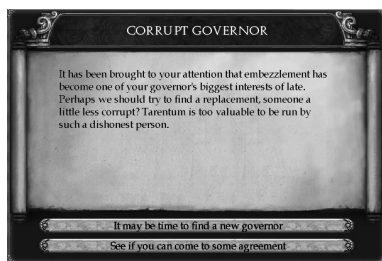 CORRUPT GOVERNOR
It has been brought to your attention that embezzlement has
become one of your governor's biggest interests of late.
Perhaps we should try to find a replacement, someone a
little less corrupt? Tarentum is too valuable to be run by
such a dishonest person.
It may be time to find a new governor
See if you can come to some agreement